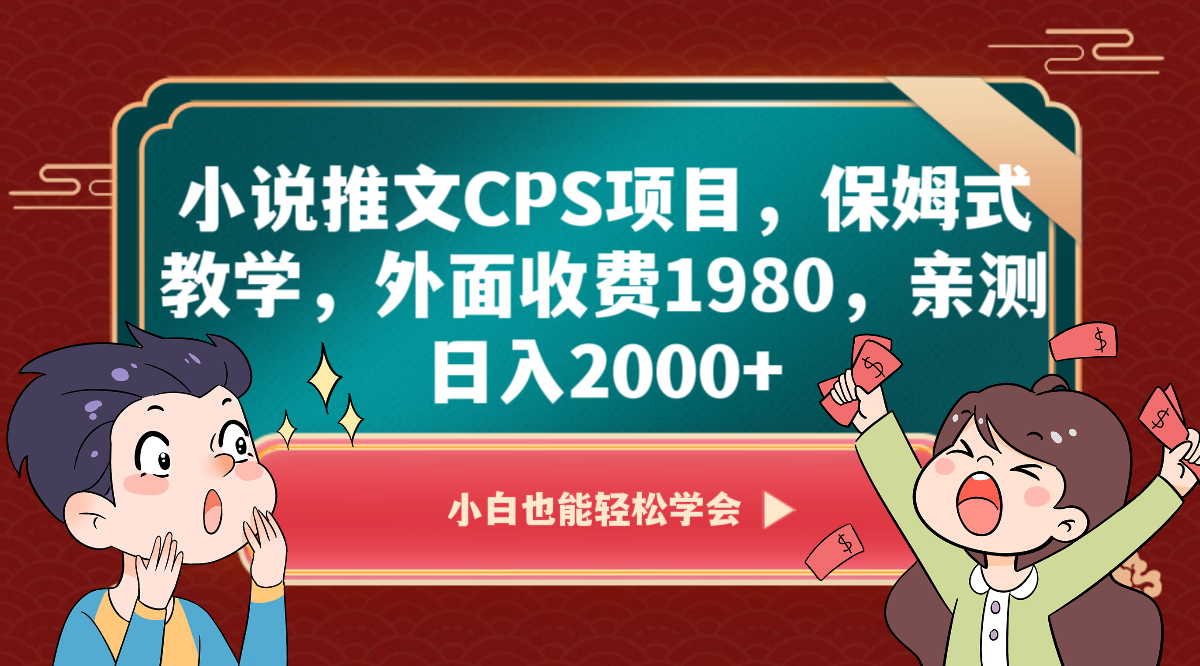 小说推文CPS项目，保姆式
教学，外面收费1980，亲测
日入2000+
小白也能轻松学会
$
$
$
$